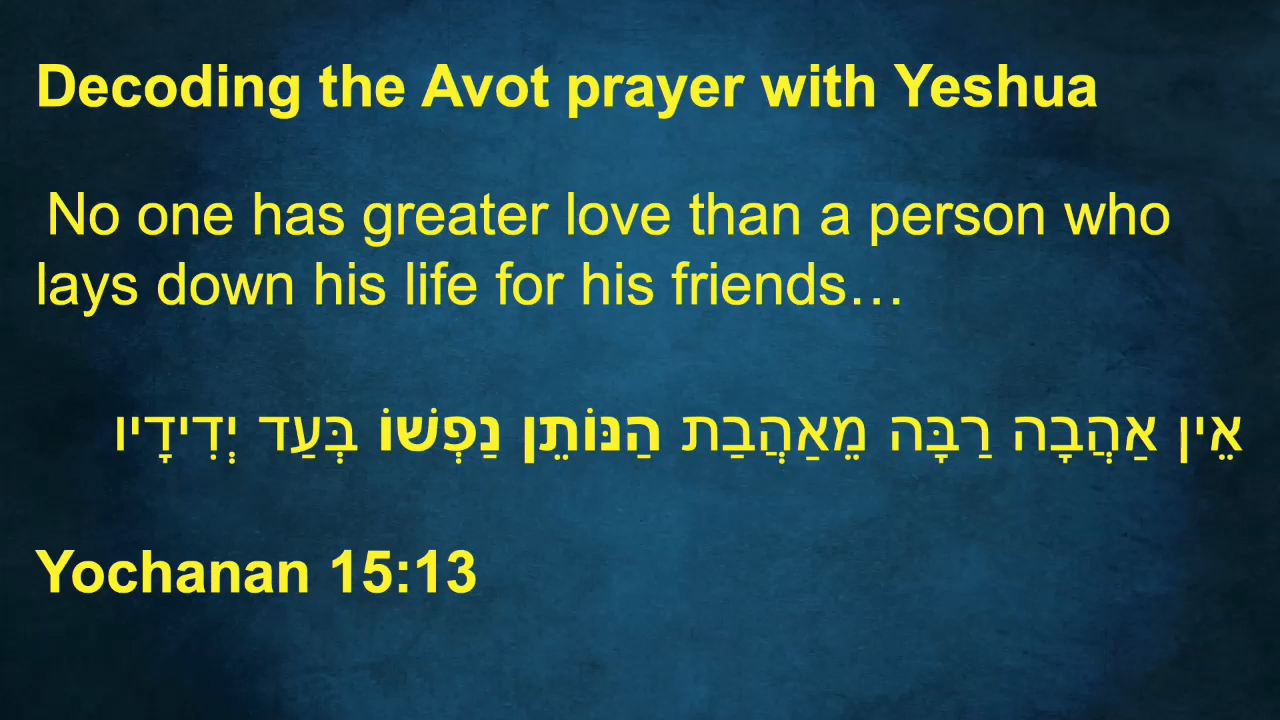 Decoding the Avot prayer with Yeshua
No one has greater love than a person who
lays down his life for his friends…
אֵין אַהֲבָה רַבָּה מֵאַהֲבַת הַנּוֹתֵן נַפְשׁוֹ בְּעַד יְדִידָיו
Yochanan 15:13